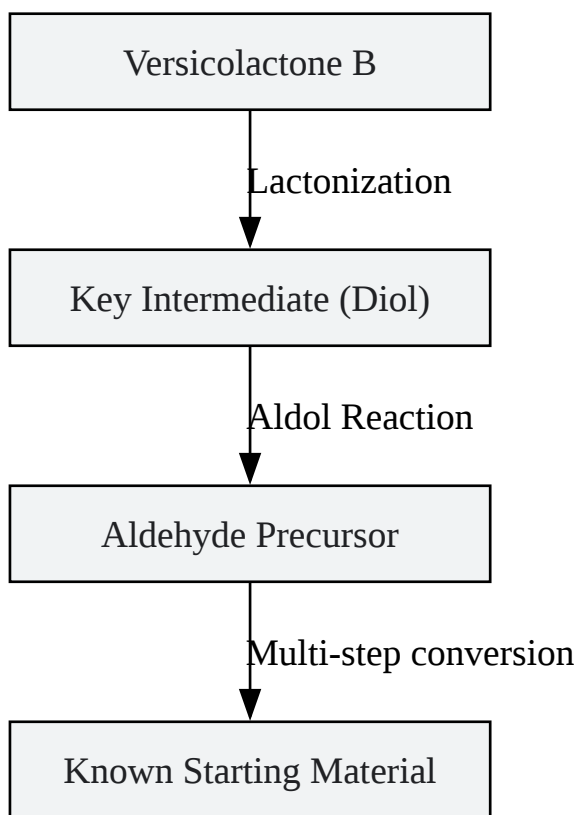 Versicolactone B
Lactonization
Key Intermediate (Diol)
Aldol Reaction
Aldehyde Precursor
Multi-step conversion
Known Starting Material